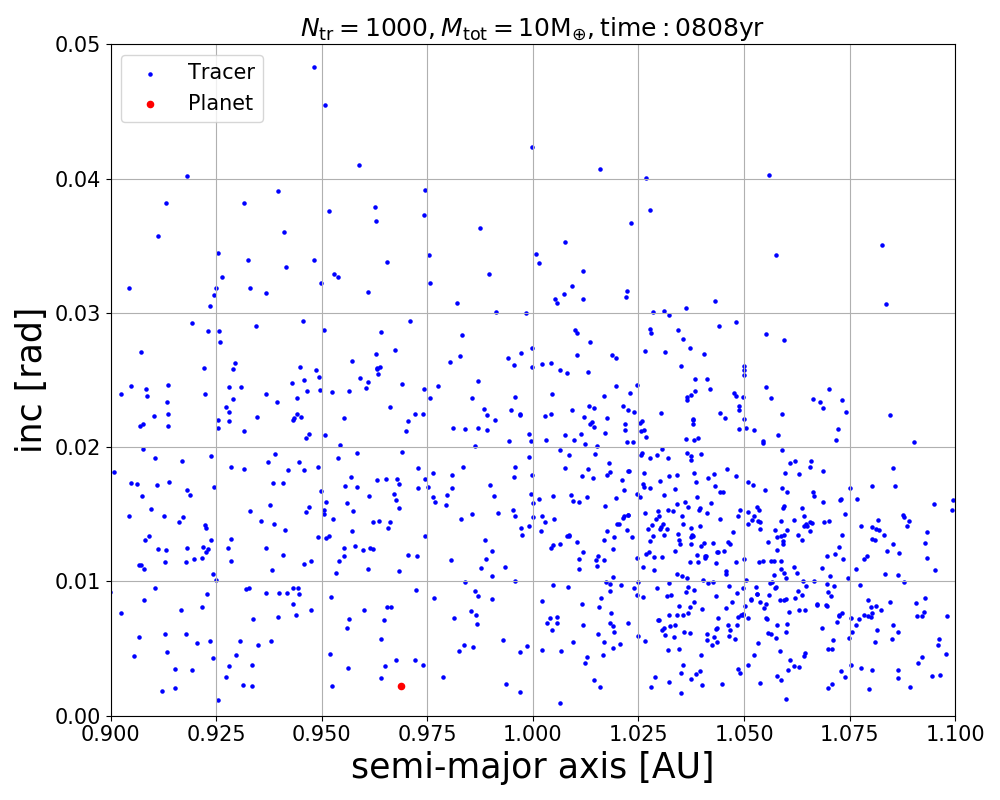 N_tr = 1000, M_tot = 10M_⊕, time : 0808yr
0.05
Tracer
Planet
0.04
0.03
inc [rad]
0.02
0.01
0.00
0.900 0.925 0.950 0.975 1.000 1.025 1.050 1.075 1.100
semi-major axis [AU]